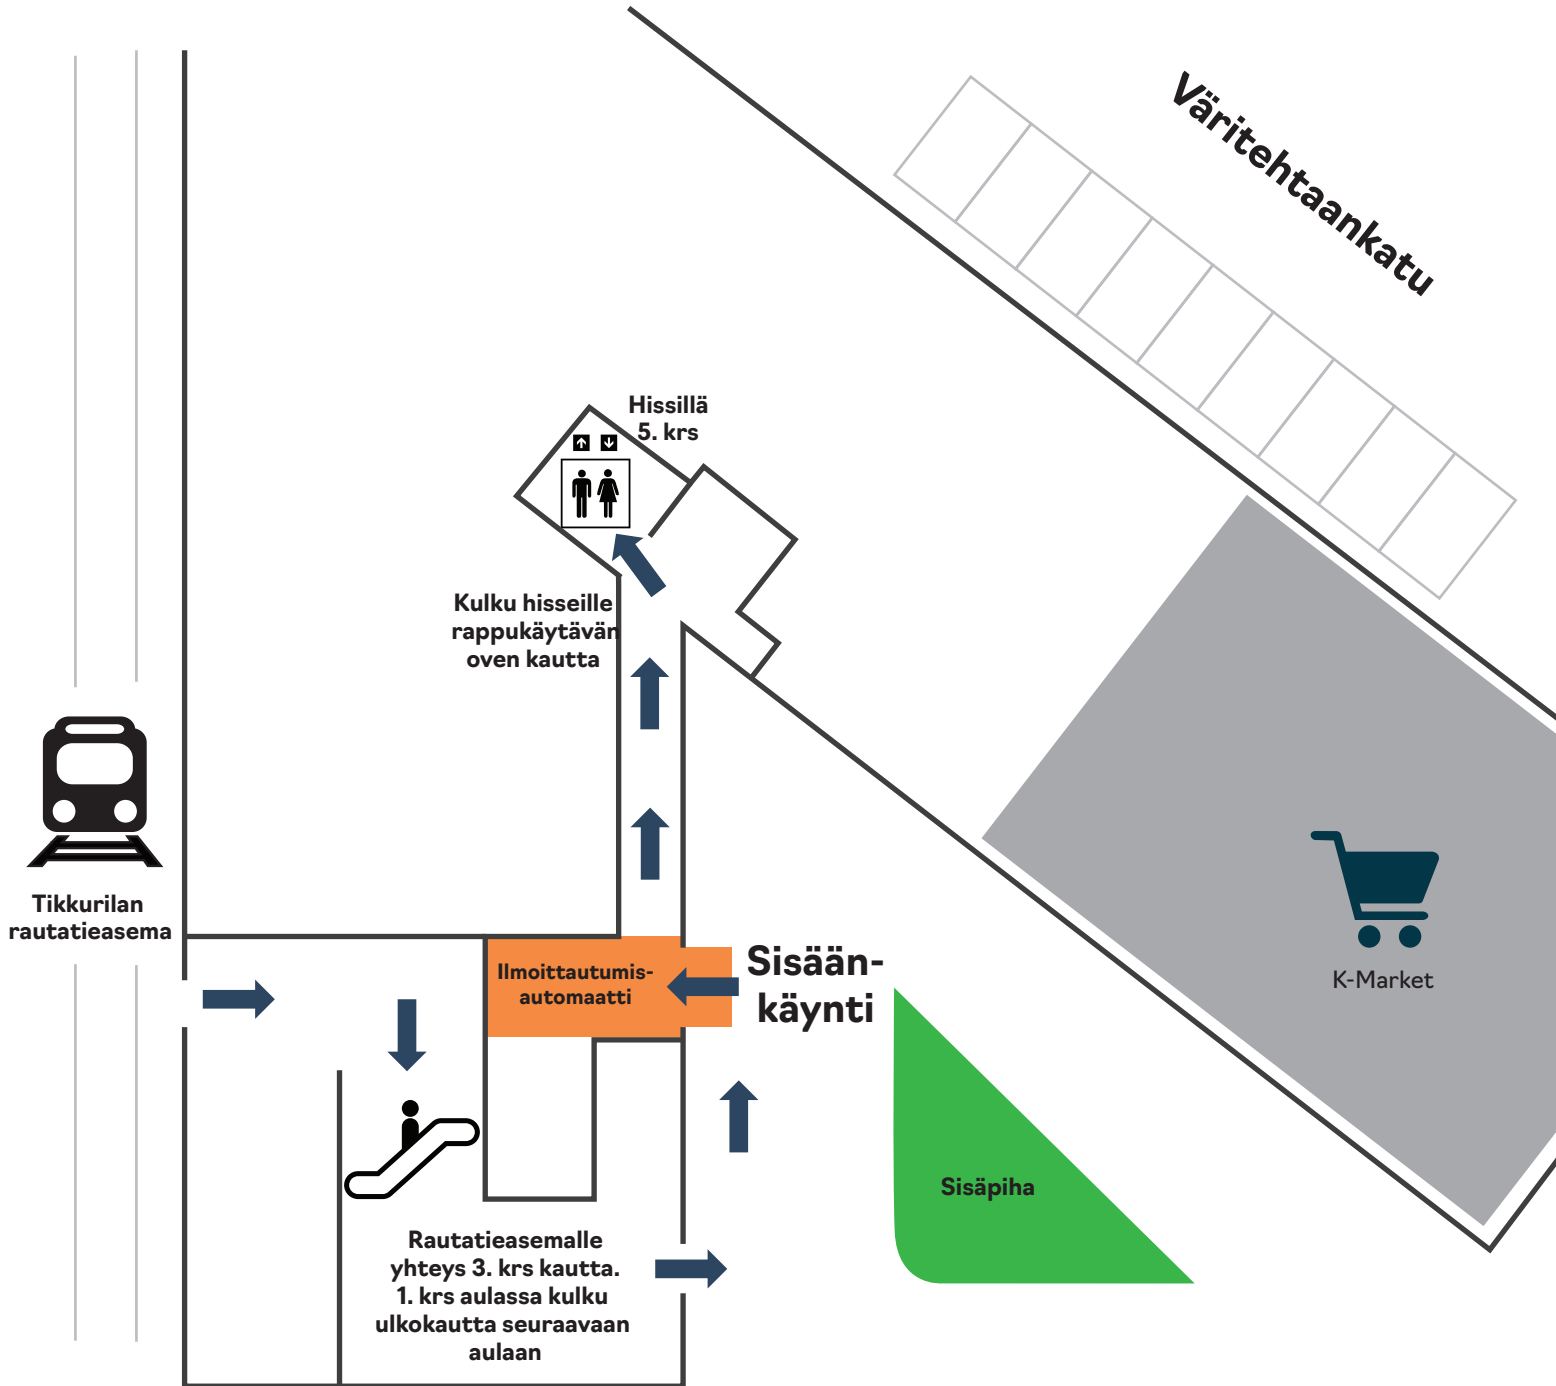 Väritehtaankatu
Hissillä
5. krs
Kulku hisseille
rappukäytävän
oven kautta
Tikkurilan
rautatieasema
Ilmoittautumis-
automaatti
Sisään-
käynti
K-Market
Sisäpiha
Rautatieasemalle
yhteys 3. krs kautta.
1. krs aulassa kulku
ulkokautta seuraavaan
aulaan